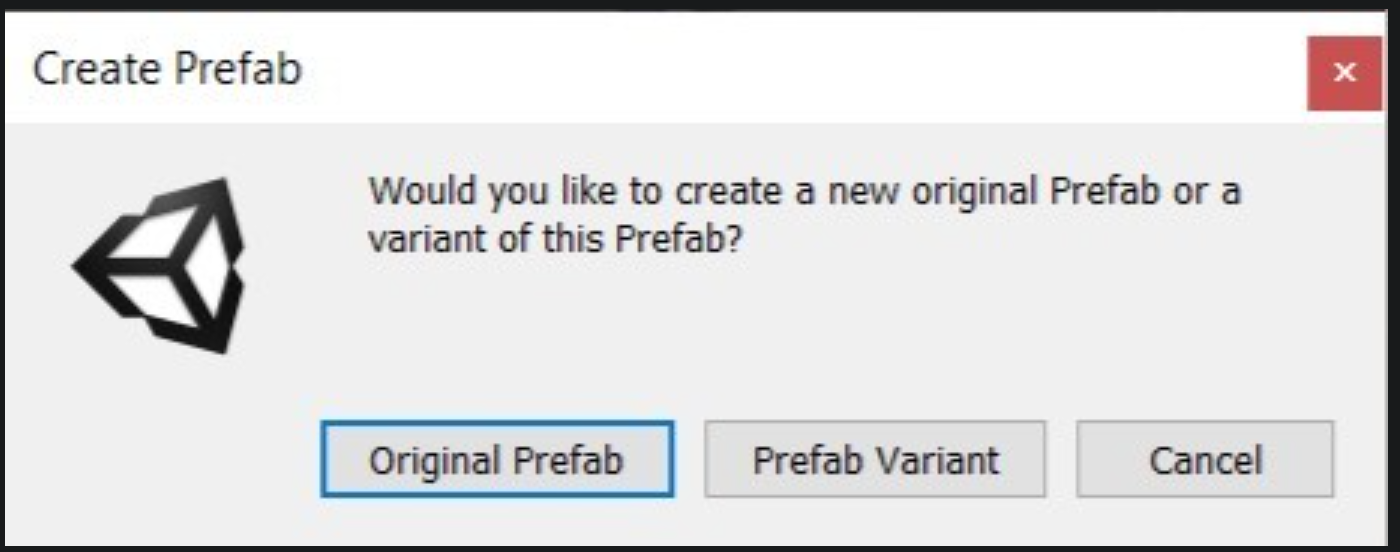 Create Prefab
x
Would you like to create a new original Prefab or a
variant of this Prefab?
Original Prefab
Prefab Variant
Cancel